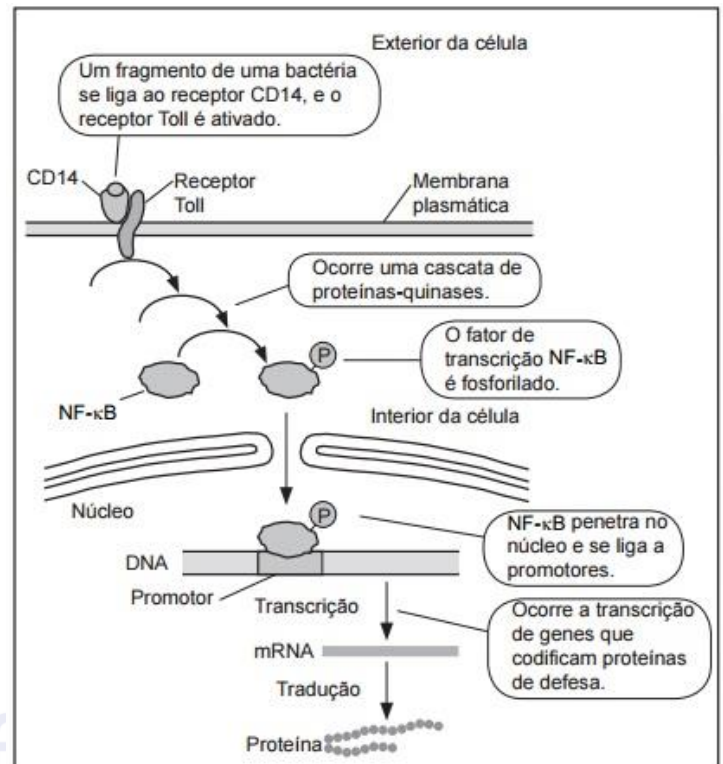 Exterior da célula
Um fragmento de uma bactéria
se liga ao receptor CD14, e o
receptor Toll é ativado.
CD14
Receptor
Toll
Membrana
plasmática
Ocorre uma cascata de
proteínas-quinases.
P
O fator de
transcrição NF-κB
é fosforilado.
NF-κB
Interior da célula
Núcleo
P
NF-κB penetra no
núcleo e se liga a
promotores.
DNA
Promotor
Transcrição
Ocorre a transcrição
de genes que
codificam proteínas
de defesa.
mRNA
Tradução
Proteína